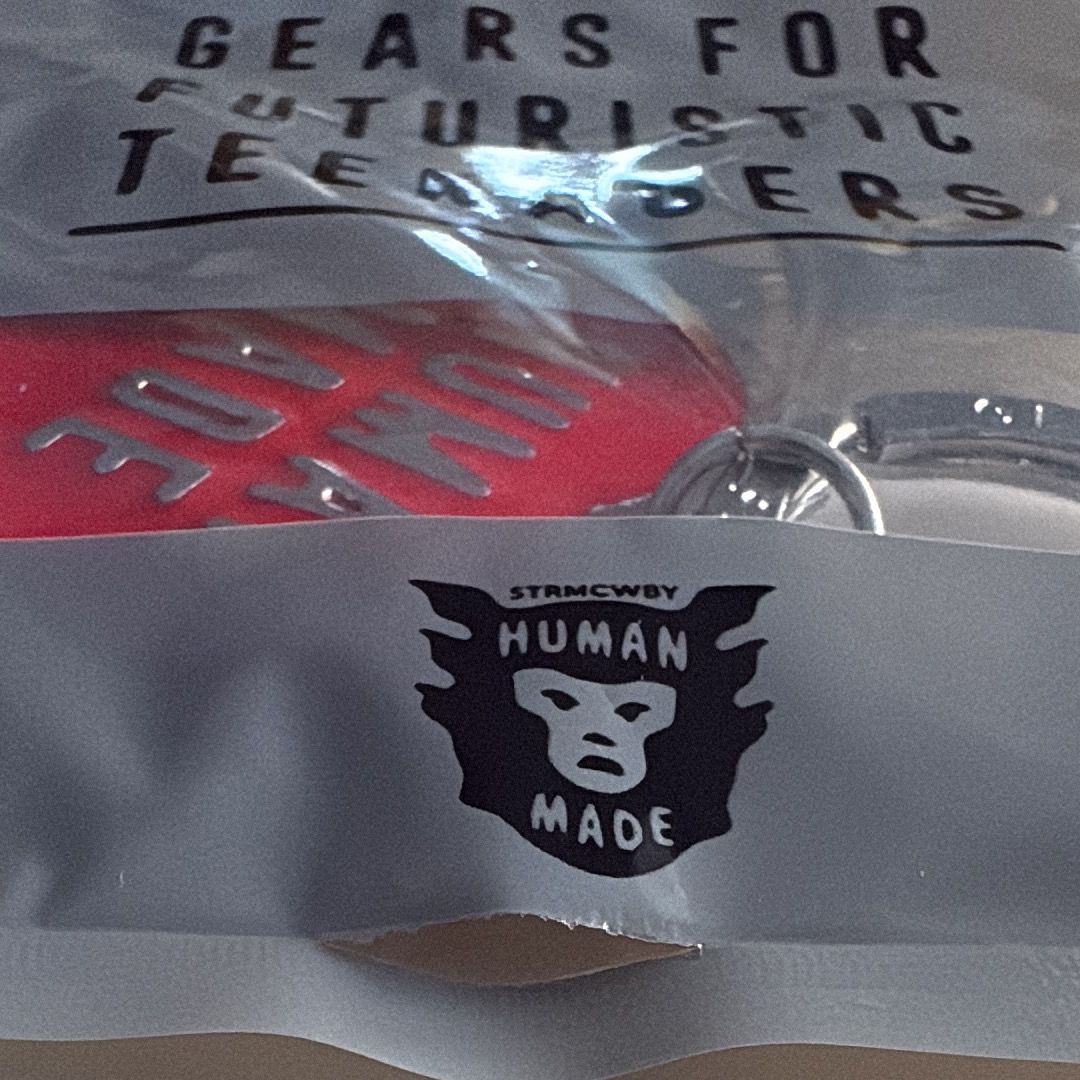 GEARS FOR
FUTURISTIC
TEENAGERS
HUMAN
MADE
STRMCWBY
HUMAN
MADE